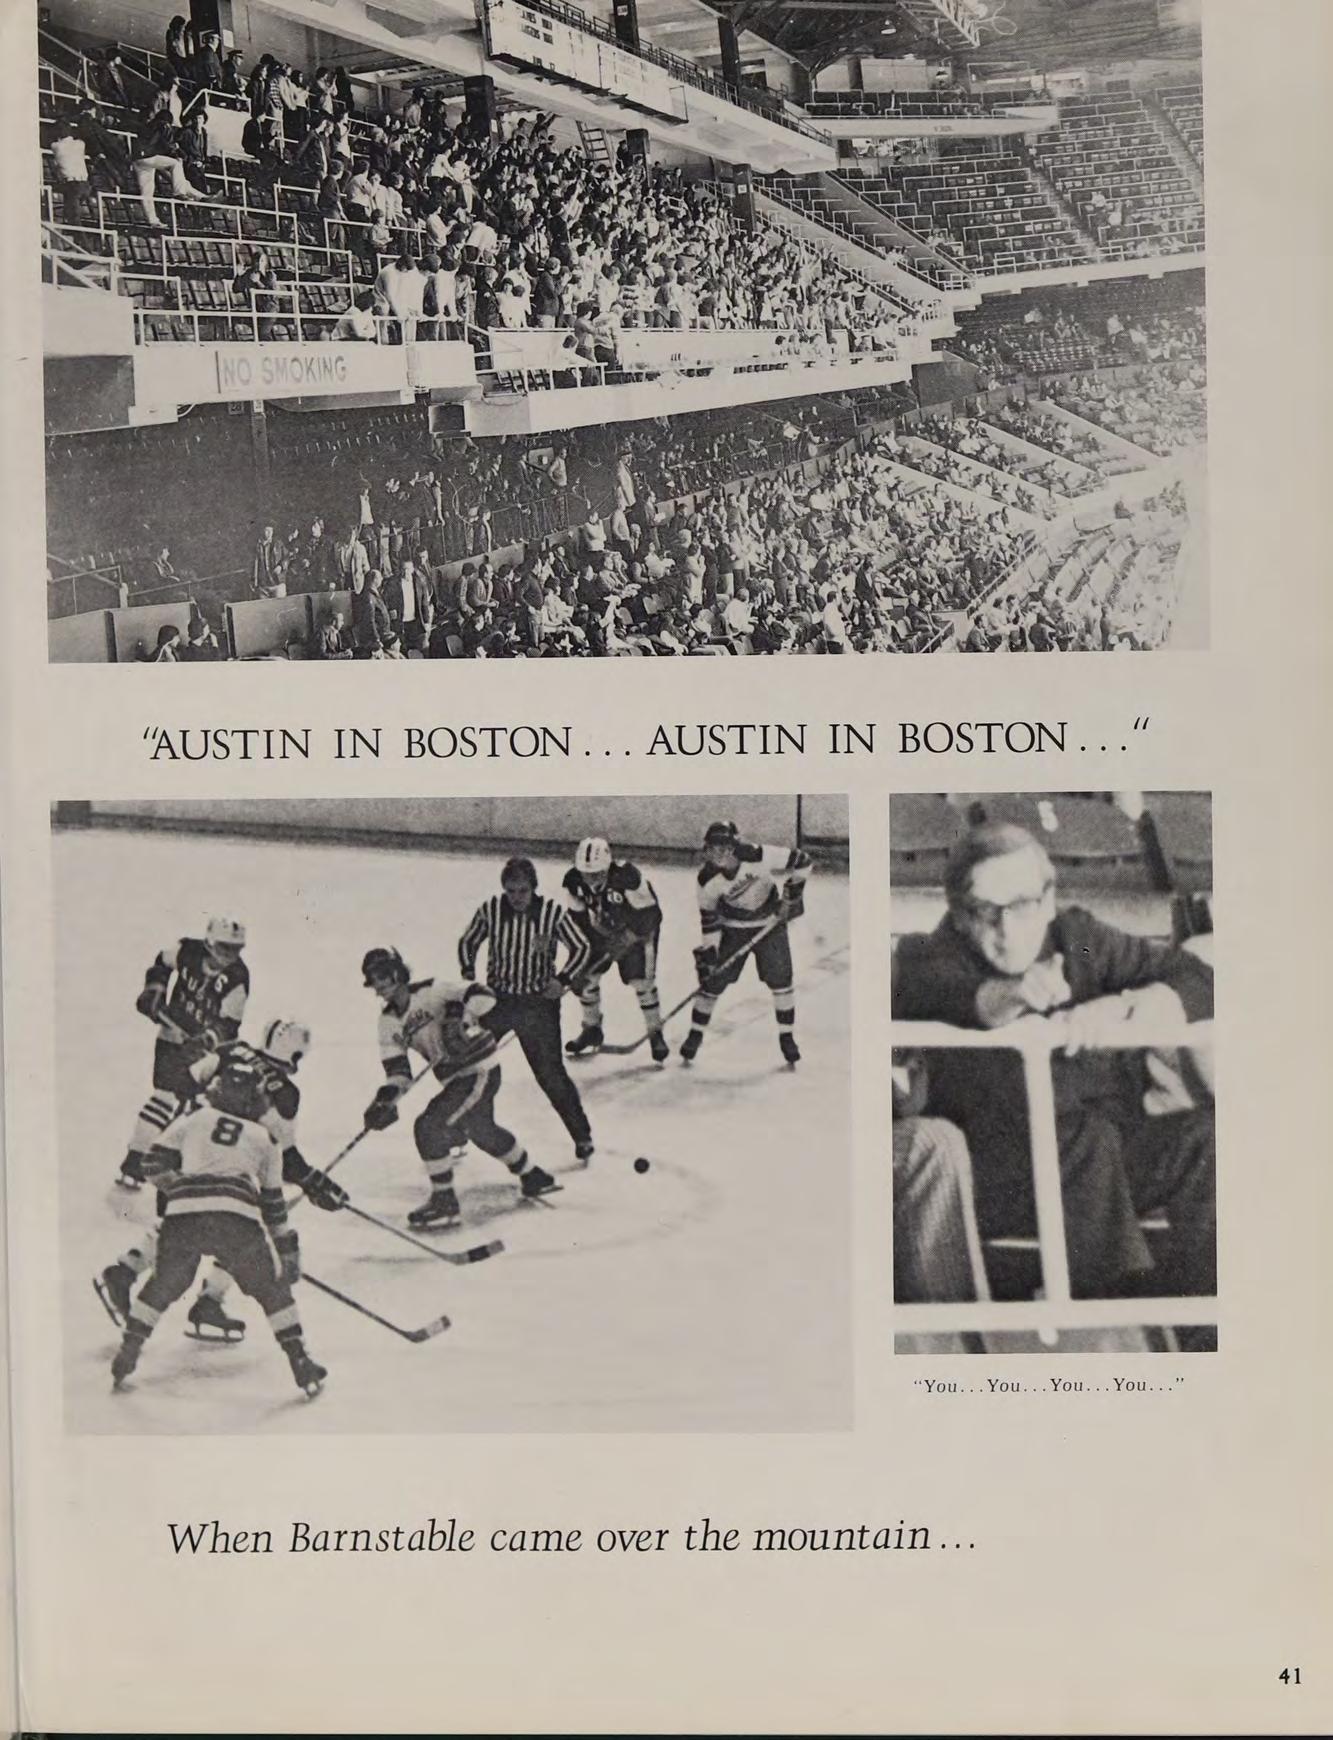 NO SMOKING
"AUSTIN IN BOSTON... AUSTIN IN BOSTON..."
8
"You...You...You...You..."
When Barnstable came over the mountain...
41